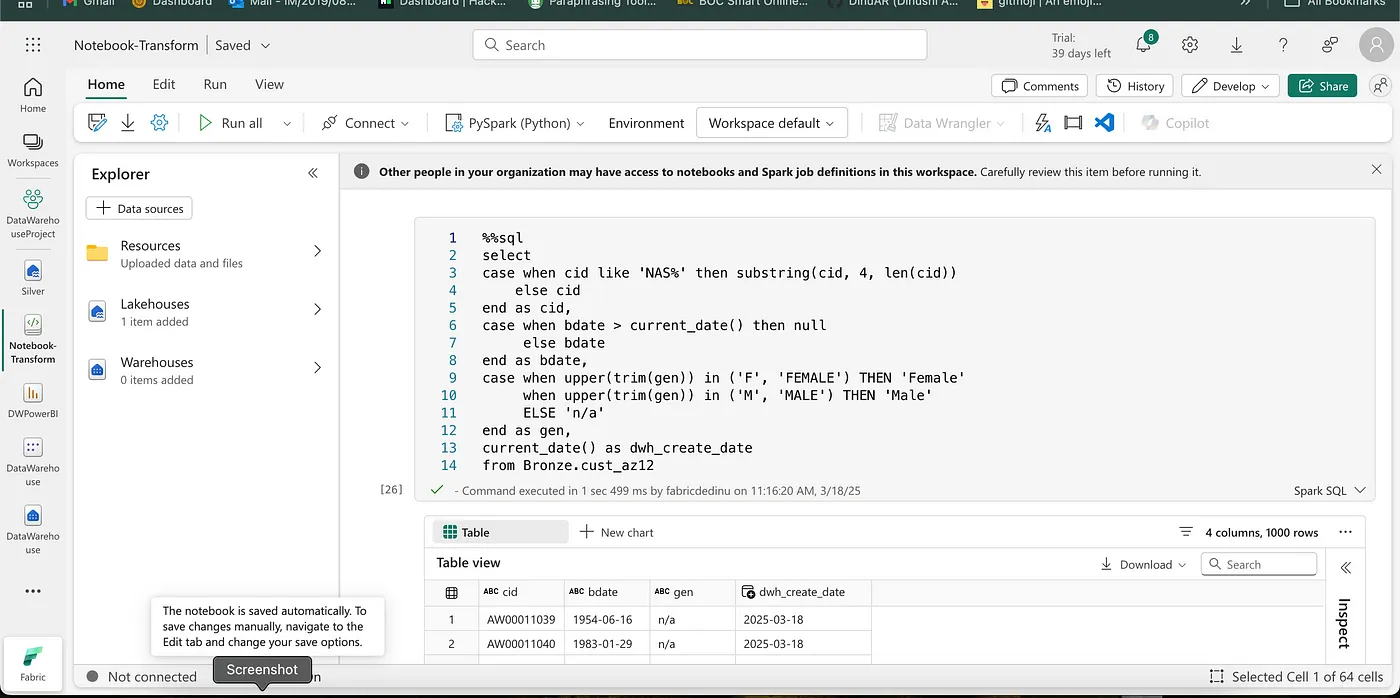 Gmail
Dashboard
Mail - IM/2019/08...
Dashboard | Hack...
Paraphrasing Tool...
BOC Smart Online...
DinuAR (Dinushi A...
gitmoji | An emoji...
All Bookmarks
Notebook-Transform
Saved
Search
Trial:
39 days left
8
Home
Edit
Run
View
Comments
History
Develop
Share
Run all
Connect
PySpark (Python)
Environment
Workspace default
Data Wrangler
Copilot
Home
Workspaces
DataWareho
useProject
Silver
Notebook-
Transform
DWPowerBI
DataWareho
use
DataWareho
use
Fabric
Explorer
Data sources
Resources
Uploaded data and files
Lakehouses
1 item added
Warehouses
0 items added
Other people in your organization may have access to notebooks and Spark job definitions in this workspace. Carefully review this item before running it.
1 %%sql
2 select
3 case when cid like 'NAS%' then substring(cid, 4, len(cid))
4 else cid
5 end as cid,
6 case when bdate > current_date() then null
7 else bdate
8 end as bdate,
9 case when upper(trim(gen)) in ('F', 'FEMALE') THEN 'Female'
10 when upper(trim(gen)) in ('M', 'MALE') THEN 'Male'
11 ELSE 'n/a'
12 end as gen,
13 current_date() as dwh_create_date
14 from Bronze.cust_az12
[26]
- Command executed in 1 sec 499 ms by fabricdedinu on 11:16:20 AM, 3/18/25
Spark SQL
Table
New chart
4 columns, 1000 rows
Table view
Download
Search
ABC cid ABC bdate ABC gen dwh_create_date
1 AW00011039 1954-06-16 n/a 2025-03-18
2 AW00011040 1983-01-29 n/a 2025-03-18
Inspect
The notebook is saved automatically. To
save changes manually, navigate to the
Edit tab and change your save options.
Not connected
Screenshot
Selected Cell 1 of 64 cells